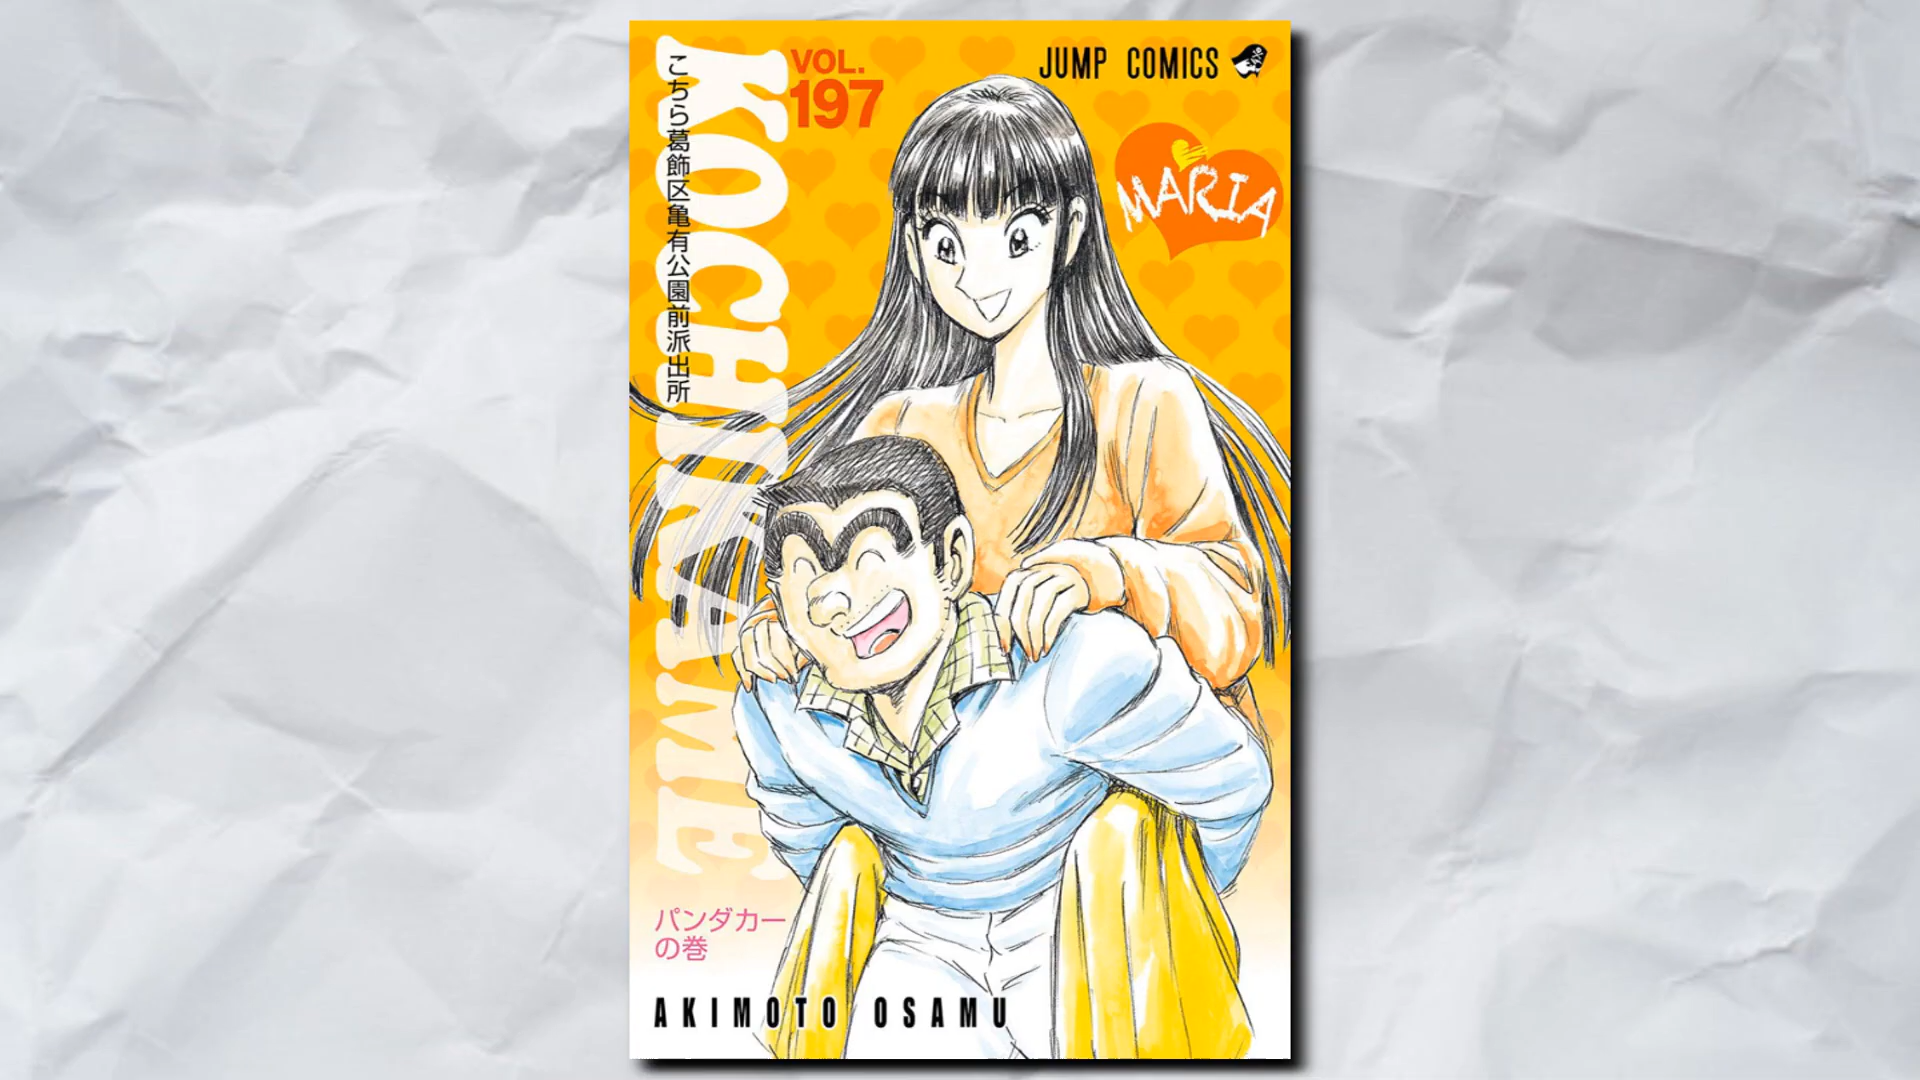 KOCHIKAME
こちら葛飾区亀有公園前派出所
VOL.
197
JUMP COMICS
MARIA
パンダカー
の巻
AKIMOTO OSAMU